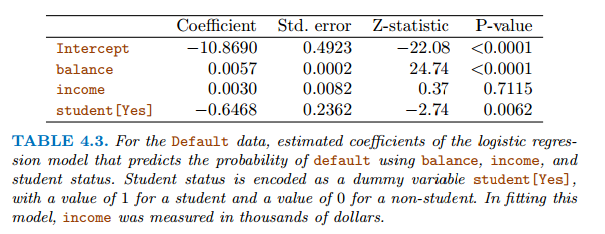 Coefficient Std. error Z-statistic P-value
Intercept −10.8690 0.4923 −22.08 <0.0001
balance 0.0057 0.0002 24.74 <0.0001
income 0.0030 0.0082 0.37 0.7115
student[Yes] −0.6468 0.2362 −2.74 0.0062
TABLE 4.3. For the Default data, estimated coefficients of the logistic regres-
sion model that predicts the probability of default using balance, income, and
student status. Student status is encoded as a dummy variable student[Yes],
with a value of 1 for a student and a value of 0 for a non-student. In fitting this
model, income was measured in thousands of dollars.